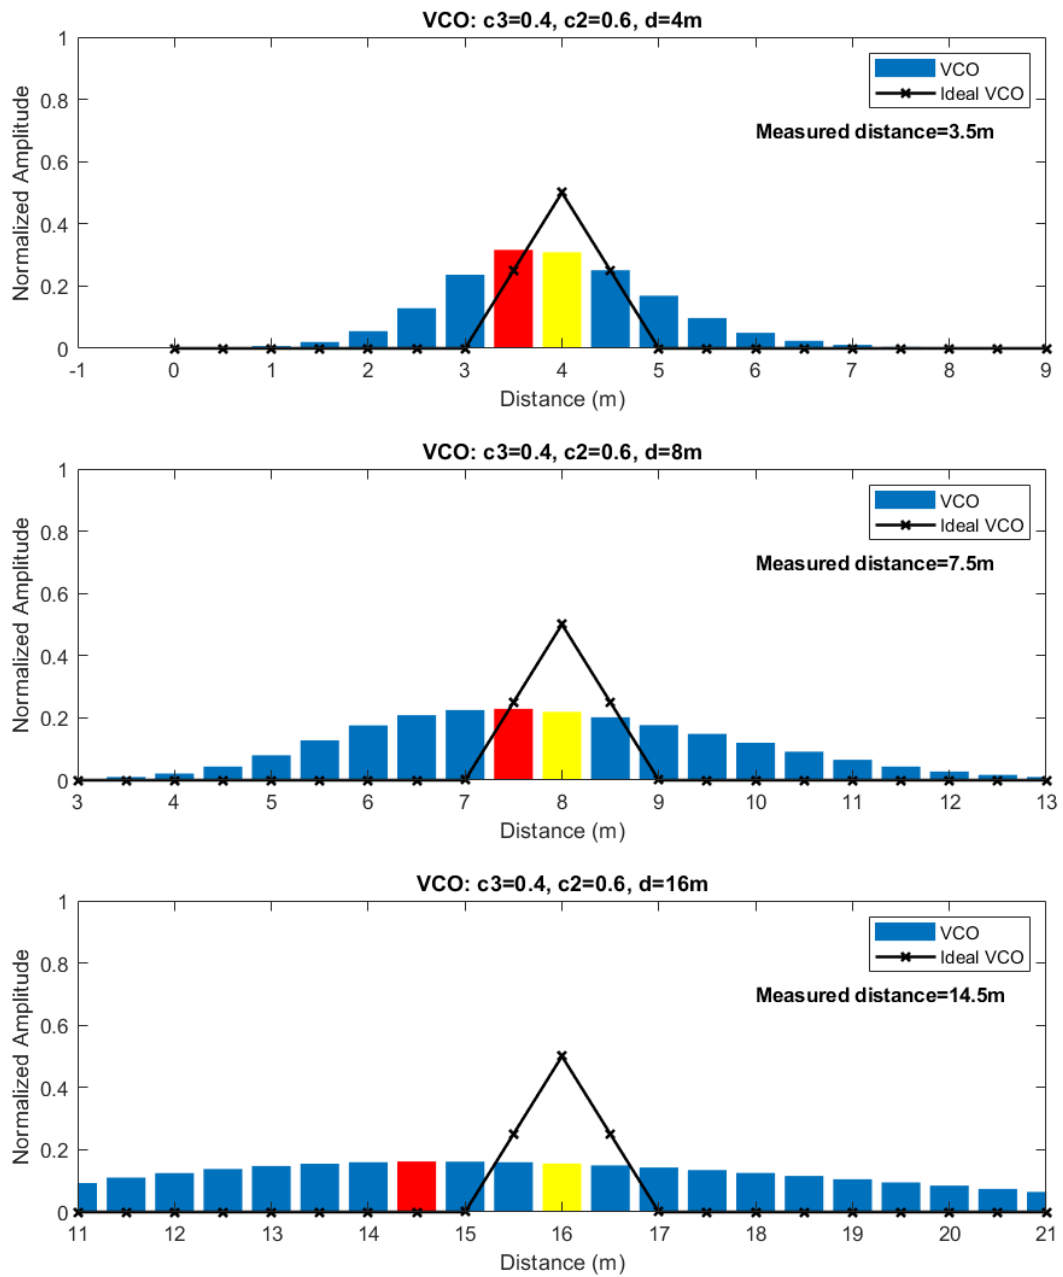 VCO: c3=0.4, c2=0.6, d=4m
1
0.8
0.6
0.4
0.2
0
Normalized Amplitude
VCO
Ideal VCO
Measured distance=3.5m
-1 0 1 2 3 4 5 6 7 8 9
Distance (m)
VCO: c3=0.4, c2=0.6, d=8m
1
0.8
0.6
0.4
0.2
0
Normalized Amplitude
VCO
Ideal VCO
Measured distance=7.5m
3 4 5 6 7 8 9 10 11 12 13
Distance (m)
VCO: c3=0.4, c2=0.6, d=16m
1
0.8
0.6
0.4
0.2
0
Normalized Amplitude
VCO
Ideal VCO
Measured distance=14.5m
11 12 13 14 15 16 17 18 19 20 21
Distance (m)